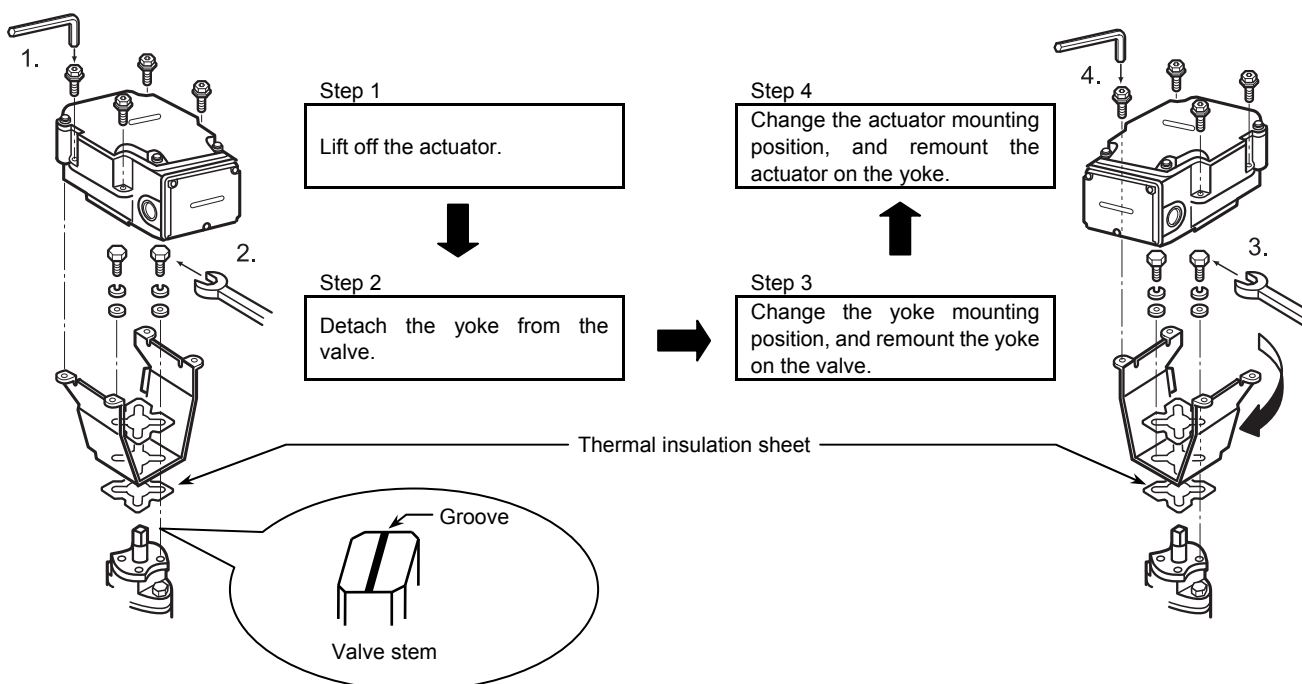 1.
Step 1
Lift off the actuator.
2.
Step 2
Detach the yoke from the
valve.
Step 3
Change the yoke mounting
position, and remount the yoke
on the valve.
3.
Step 4
Change the actuator mounting
position, and remount the
actuator on the yoke.
4.
Thermal insulation sheet
Groove
Valve stem